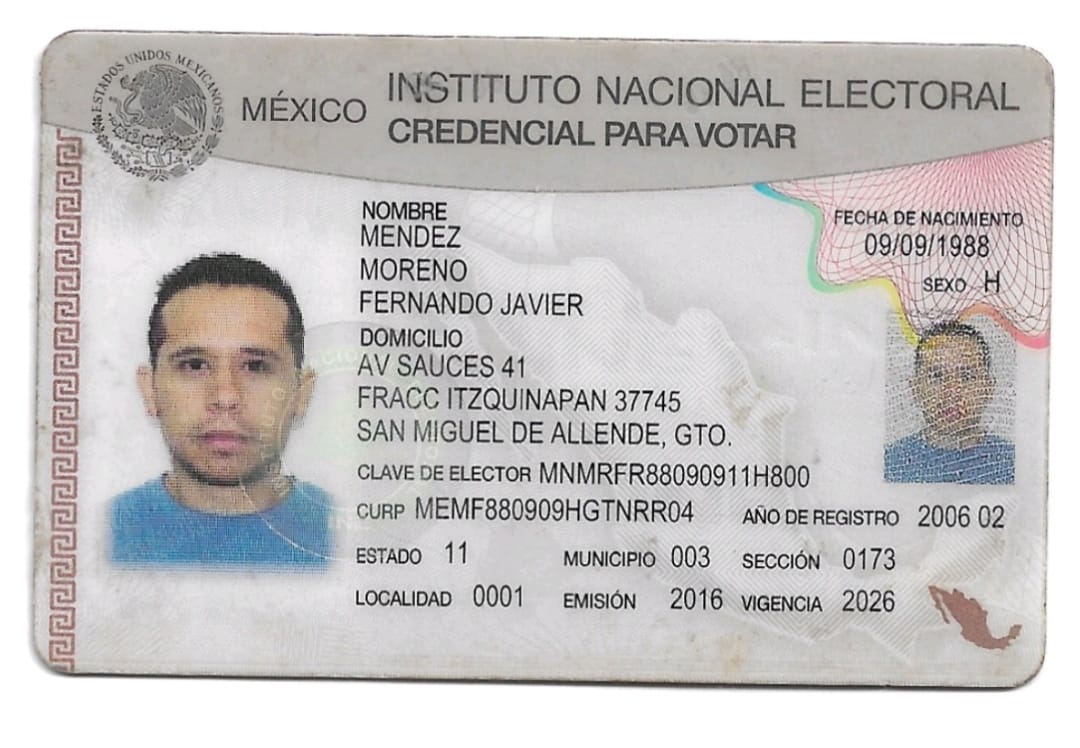 ESTADOS UNIDOS MEXICANOS
MÉXICO
INSTITUTO NACIONAL ELECTORAL
CREDENCIAL PARA VOTAR
NOMBRE
MENDEZ
MORENO
FERNANDO JAVIER
FECHA DE NACIMIENTO
09/09/1988
SEXO H
DOMICILIO
AV SAUCES 41
FRACC ITZQUINAPAN 37745
SAN MIGUEL DE ALLENDE, GTO.
CLAVE DE ELECTOR MNMRFR88090911H800
CURP MEMF880909HGTNRR04 AÑO DE REGISTRO 2006 02
ESTADO 11 MUNICIPIO 003 SECCIÓN 0173
LOCALIDAD 0001 EMISIÓN 2016 VIGENCIA 2026